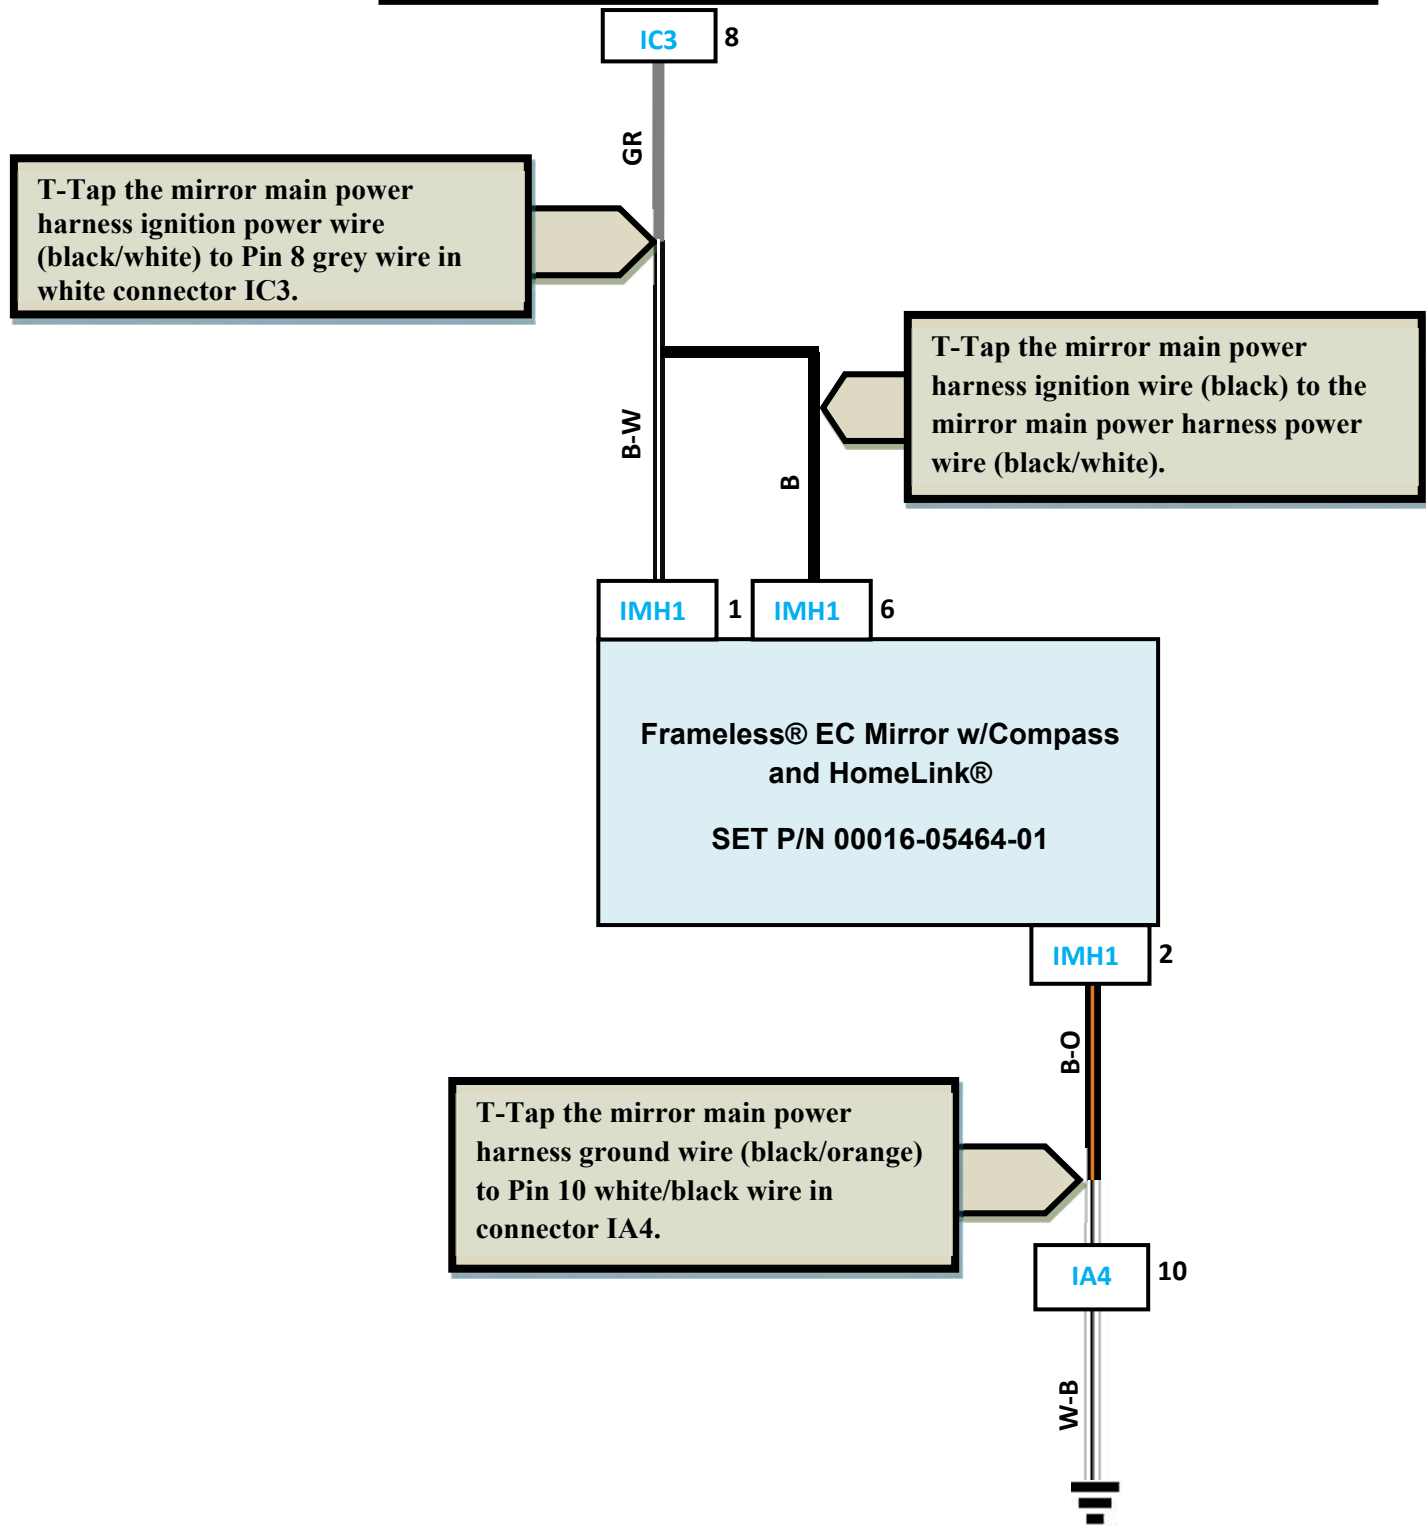 IC3 8
GR
T-Tap the mirror main power
harness ignition power wire
(black/white) to Pin 8 grey wire in
white connector IC3.
T-Tap the mirror main power
harness ignition wire (black) to the
mirror main power harness power
wire (black/white).
B-W
B
IMH1 1 IMH1 6
Frameless® EC Mirror w/Compass
and HomeLink®
SET P/N 00016-05464-01
IMH1 2
B-O
T-Tap the mirror main power
harness ground wire (black/orange)
to Pin 10 white/black wire in
connector IA4.
IA4 10
W-B